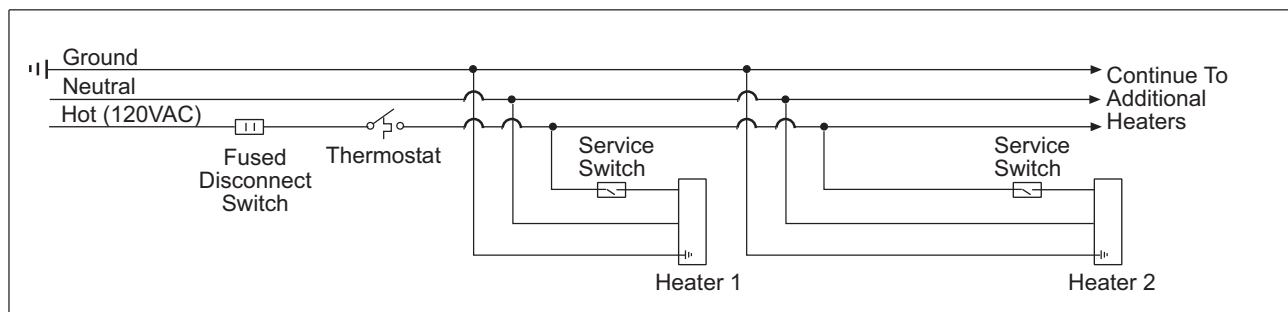 Ground
Neutral
Hot (120VAC)
Fused
Disconnect
Switch
Thermostat
Service
Switch
Heater 1
Service
Switch
Heater 2
Continue To
Additional
Heaters